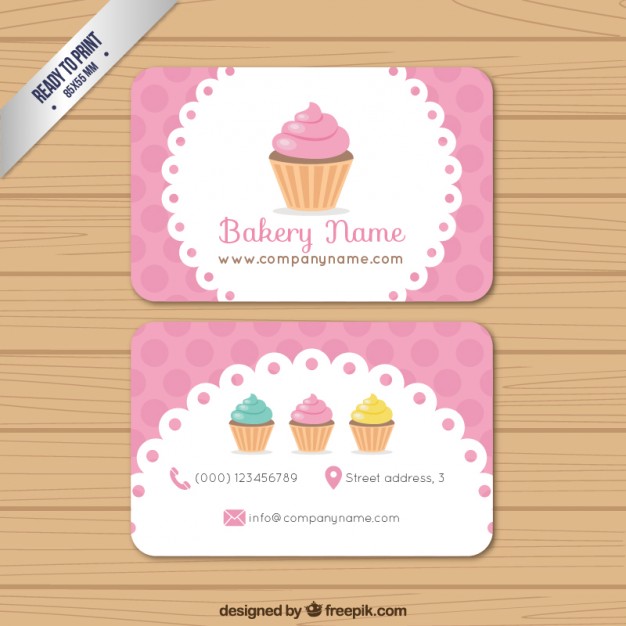 READY TO PRINT
85X55 MM
Bakery Name
www.companyname.com
(000) 123456789
Street address, 3
info@companyname.com
designed by freepik.com